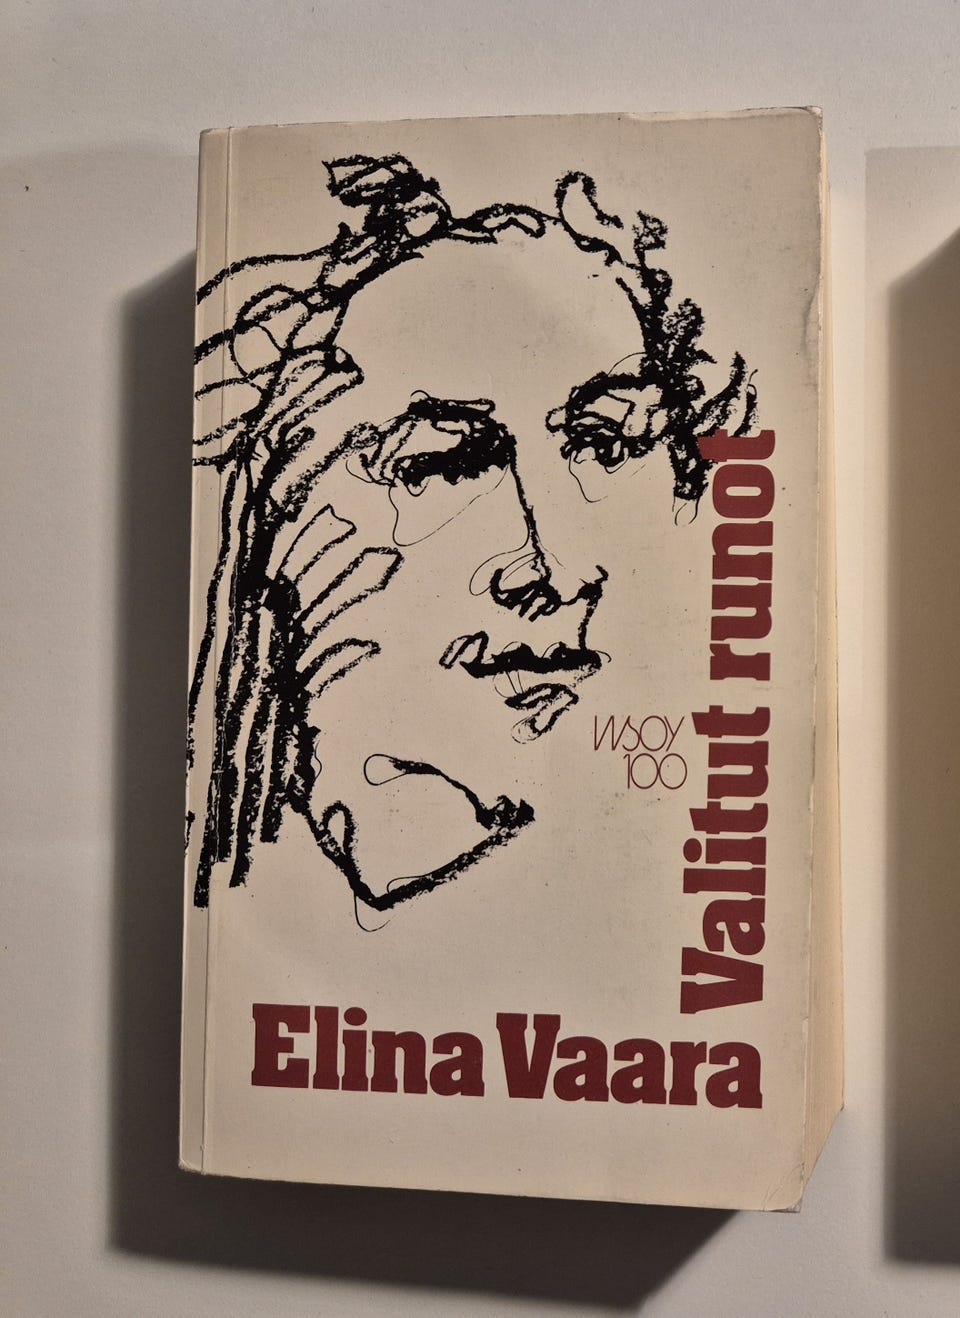 Valitut runot
WSOY
100
Elina Vaara